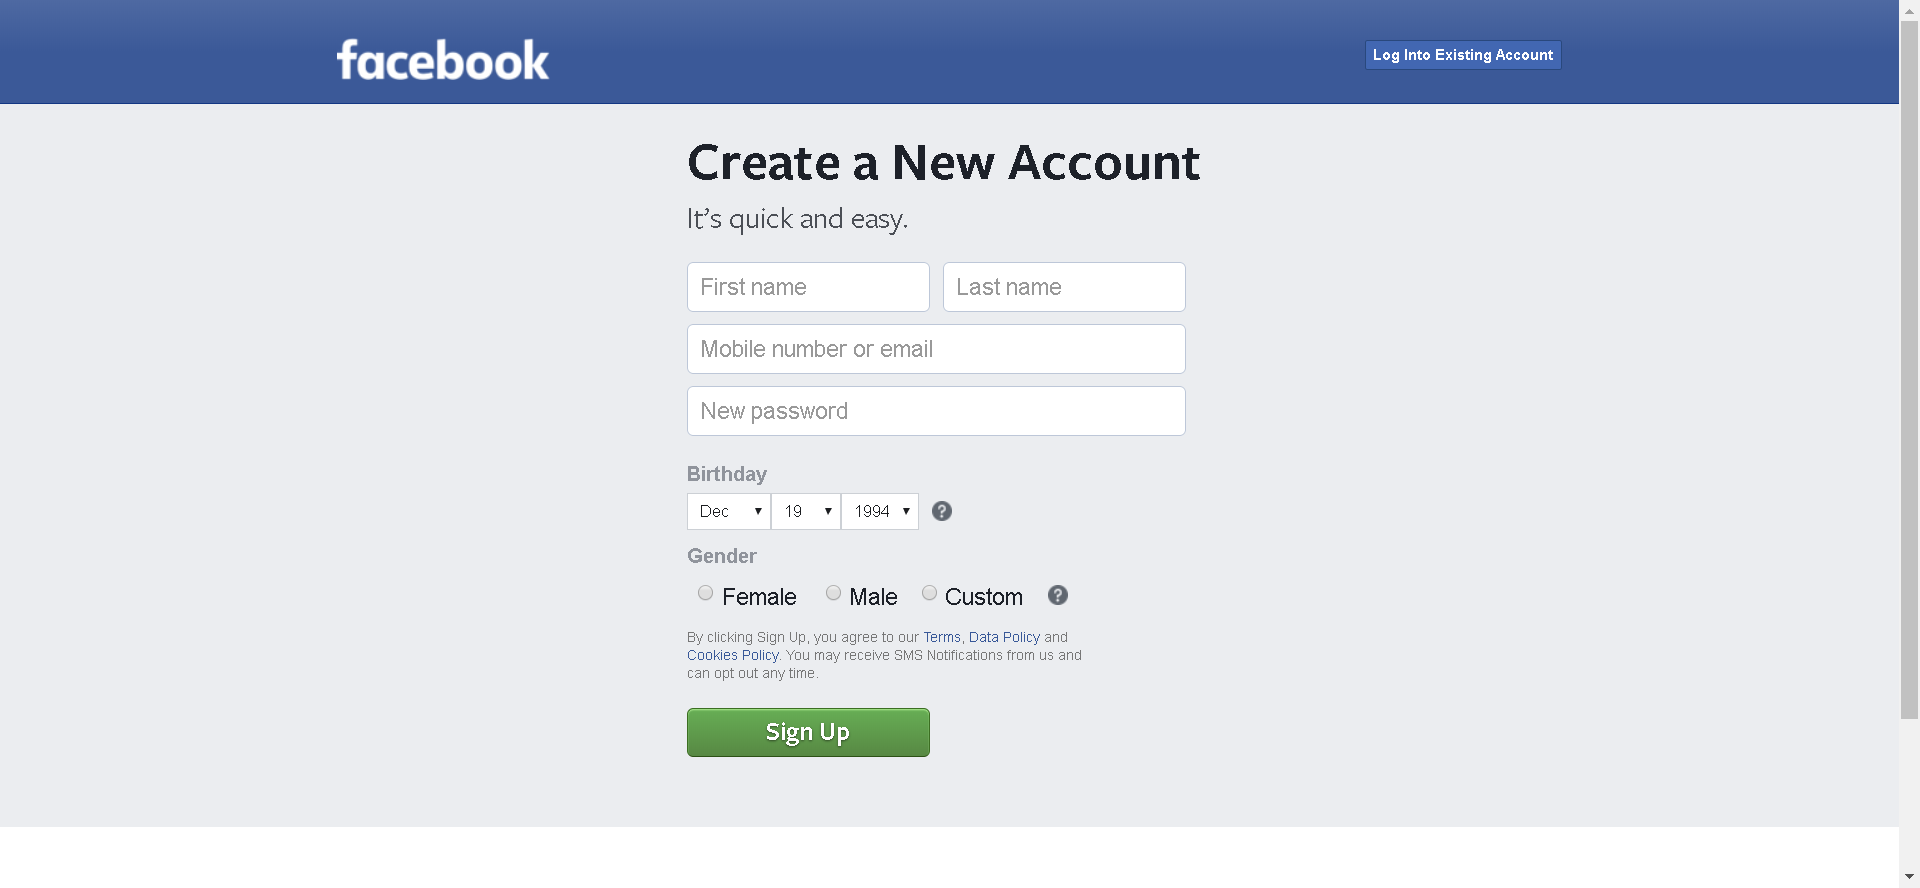 facebook
Log Into Existing Account
Create a New Account
It's quick and easy.
First name Last name
Mobile number or email
New password
Birthday
Dec 19 1994 ?
Gender
Female Male Custom ?
By clicking Sign Up, you agree to our Terms, Data Policy and
Cookies Policy. You may receive SMS Notifications from us and
can opt out any time.
Sign Up